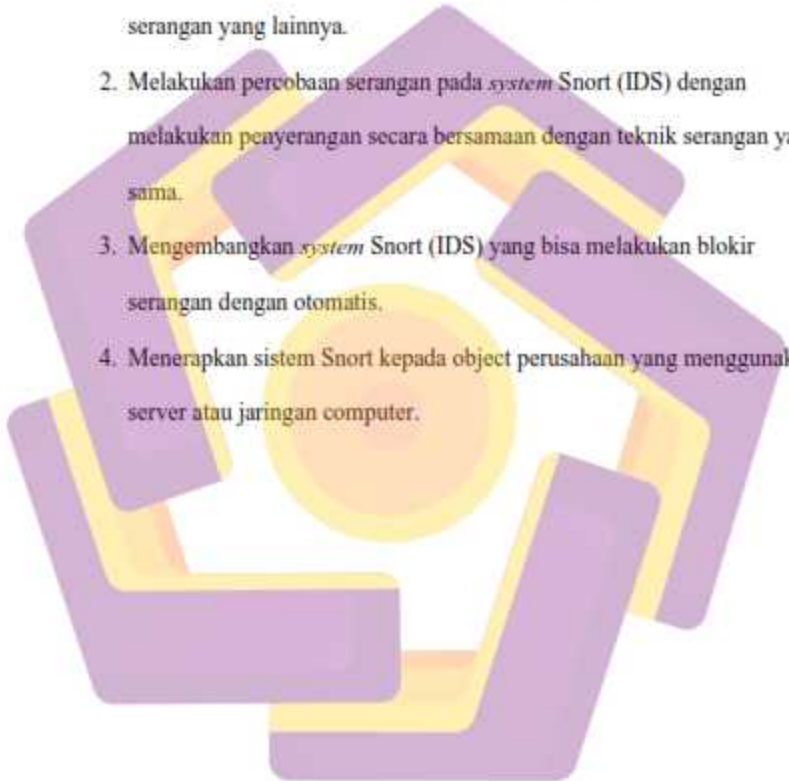 serangan yang lainnya.
2. Melakukan percobaan serangan pada system Snort (IDS) dengan
melakukan penyerangan secara bersamaan dengan teknik serangan
sama.
3. Mengembangkan system Snort (IDS) yang bisa melakukan blokir
serangan dengan otomatis.
4. Menerapkan sistem Snort kepada object perusahaan yang
server atau jaringan computer.